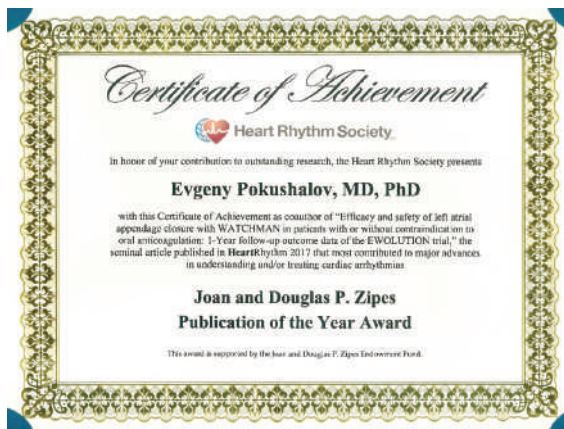 Certificate of Achievement
Heart Rhythm Society
In honor of your contribution to outstanding research, the Heart Rhythm Society presents
Evgeny Pokushalov, MD, PhD
with this Certificate of Achievement as coauthor of "Efficacy and safety of left atrial
appendage closure with WATCHMAN in patients with or without contraindication to
oral anticoagulation: 1-Year follow-up outcome data of the EWOLUTION trial," the
seminal article published in HeartRhythm 2017 that most contributed to major advances
in understanding and/or treating cardiac arrhythmias
Joan and Douglas P. Zipes
Publication of the Year Award
This award is supported by the Joan and Douglas P. Zipes Endowment Fund.